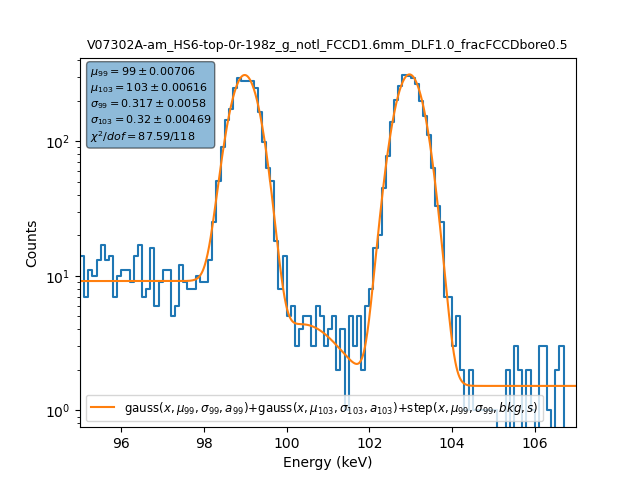 V07302A-am_HS6-top-0r-198z_g_notl_FCCD1.6mm_DLF1.0_fracFCCDbore0.5
μ₉₉ = 99 ± 0.00706
μ₁₀₃ = 103 ± 0.00616
σ₉₉ = 0.317 ± 0.0058
σ₁₀₃ = 0.32 ± 0.00469
χ²/dof = 87.59/118
10²
10¹
10⁰
Counts
gauss(x, μ₉₉, σ₉₉, a₉₉)+gauss(x, μ₁₀₃, σ₁₀₃, a₁₀₃)+step(x, μ₉₉, σ₉₉, bkg, s)
96 98 100 102 104 106
Energy (keV)